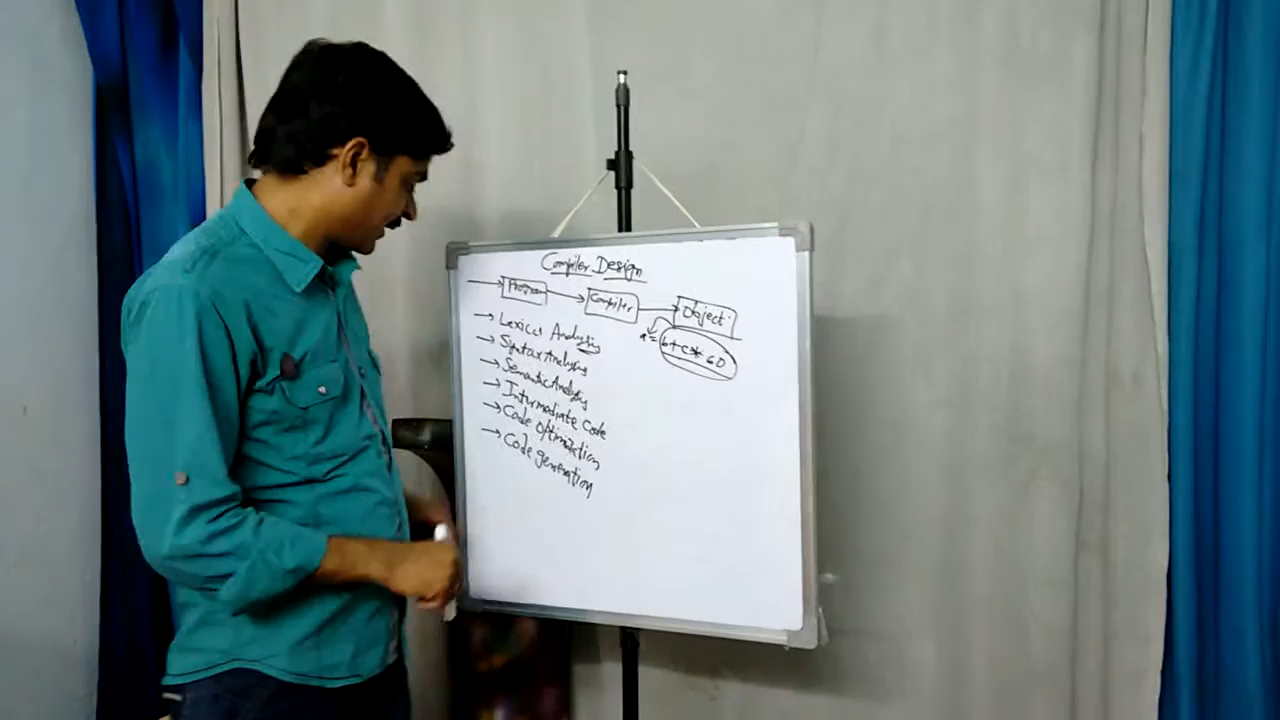 Compiler Design
Program Compiler Object
a = b + c * 60
→ Lexical Analysis
→ Syntax Analysis
→ Semantic Analysis
→ Intermediate Code
→ Code optimization
→ Code generation